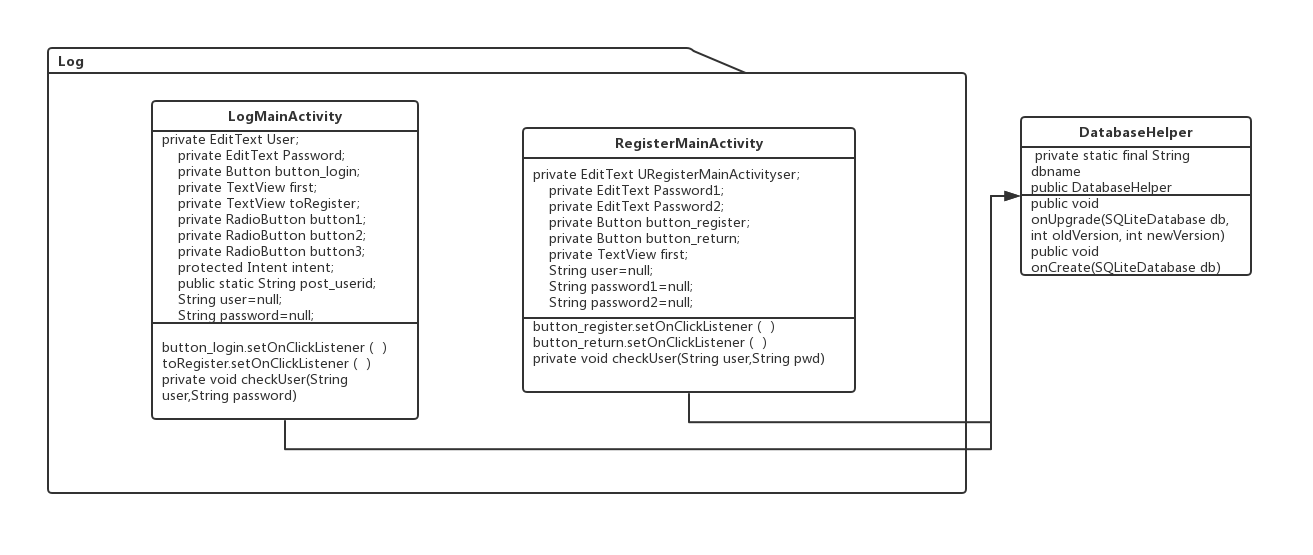 Log
LogMainActivity
private EditText User;
private EditText Password;
private Button button_login;
private TextView first;
private TextView toRegister;
private RadioButton button1;
private RadioButton button2;
private RadioButton button3;
protected Intent intent;
public static String post_userid;
String user=null;
String password=null;
button_login.setOnClickListener (  )
toRegister.setOnClickListener (  )
private void checkUser(String
user,String password)
RegisterMainActivity
private EditText URegisterMainActivityser;
private EditText Password1;
private EditText Password2;
private Button button_register;
private Button button_return;
private TextView first;
String user=null;
String password1=null;
String password2=null;
button_register.setOnClickListener (  )
button_return.setOnClickListener (  )
private void checkUser(String user,String pwd)
DatabaseHelper
private static final String
dbname
public DatabaseHelper
public void
onUpgrade(SQLiteDatabase db,
int oldVersion, int newVersion)
public void
onCreate(SQLiteDatabase db)